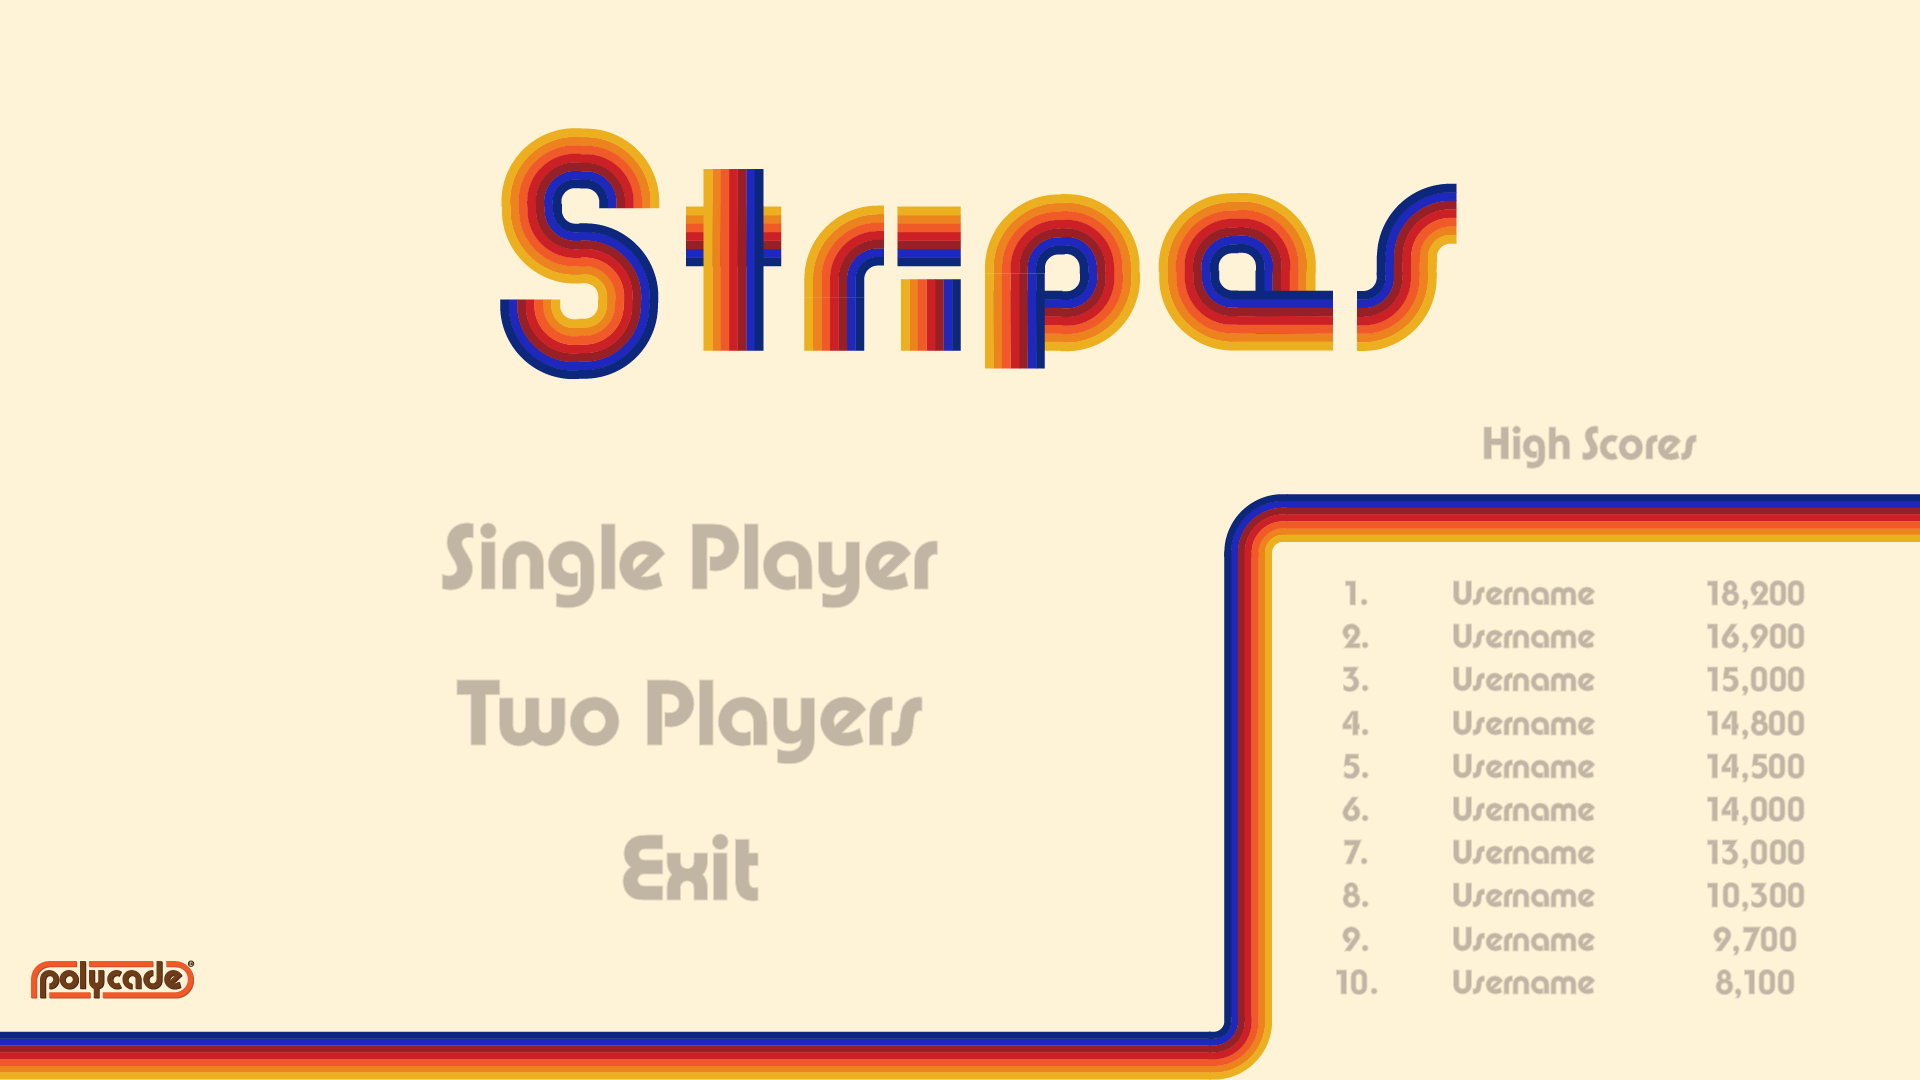 Stripes
High Scores
Single Player
Two Players
Exit
1. Username 18,200
2. Username 16,900
3. Username 15,000
4. Username 14,800
5. Username 14,500
6. Username 14,000
7. Username 13,000
8. Username 10,300
9. Username 9,700
10. Username 8,100
polycade®